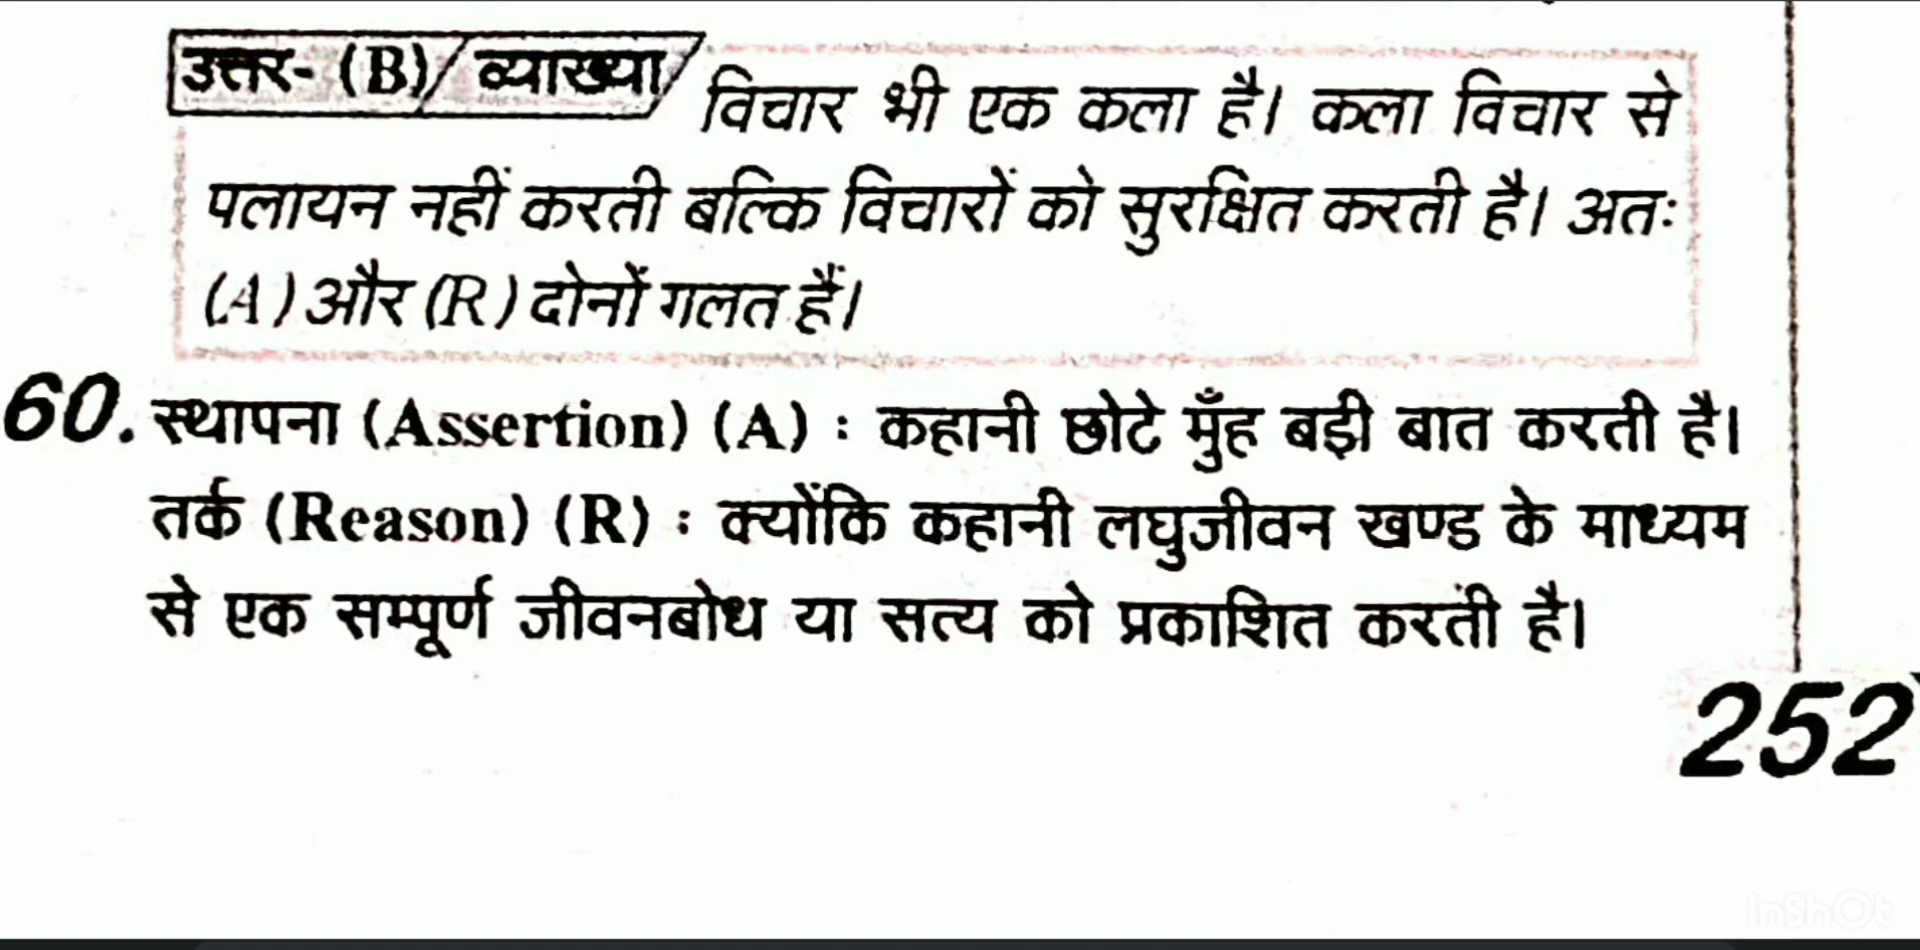 उत्तर- (B)/ व्याख्या/ विचार भी एक कला है। कला विचार से
पलायन नहीं करती बल्कि विचारों को सुरक्षित करती है। अतः
(A) और (R) दोनों गलत हैं।
60. स्थापना (Assertion) (A) : कहानी छोटे मुँह बड़ी बात करती है।
तर्क (Reason) (R) : क्योंकि कहानी लघुजीवन खण्ड के माध्यम
से एक सम्पूर्ण जीवनबोध या सत्य को प्रकाशित करती है।
252
InShOt